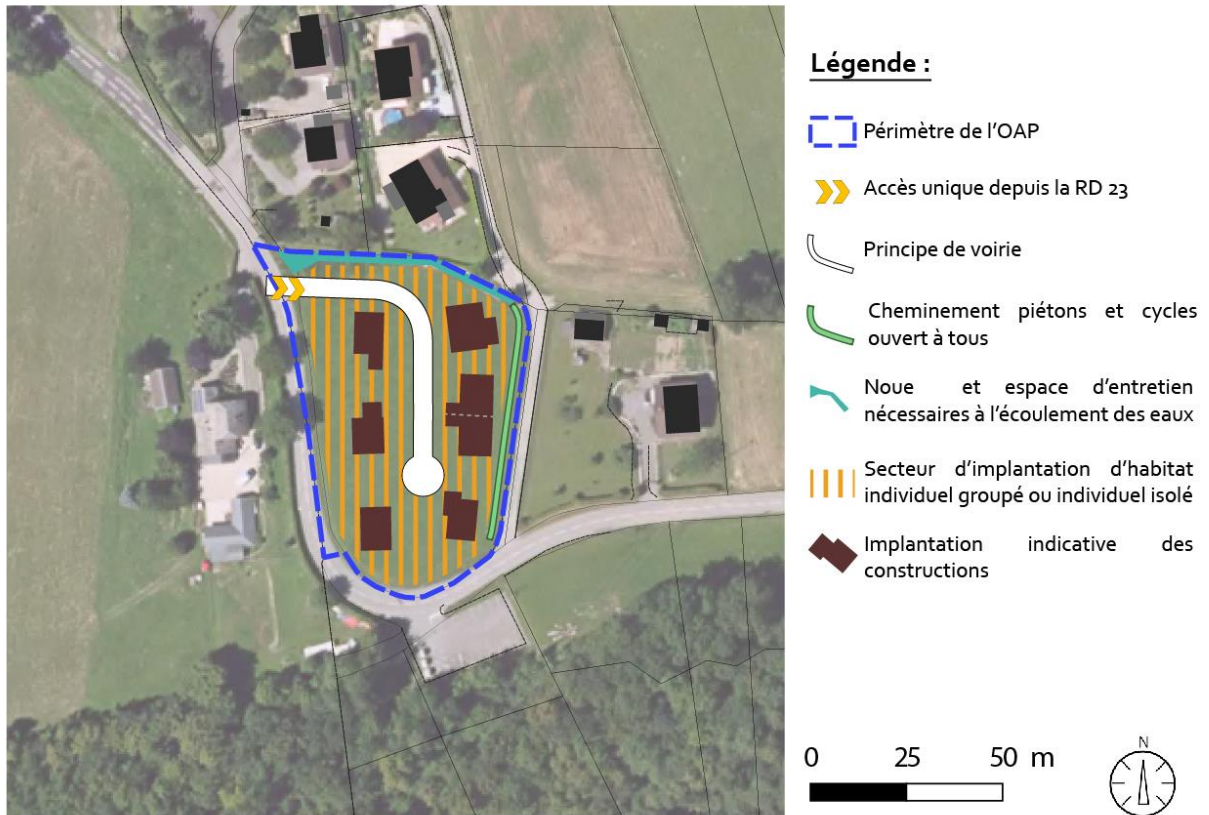 Légende :
Périmètre de l'OAP
Accès unique depuis la RD 23
Principe de voirie
Cheminement piétons et cycles
ouvert à tous
Noue et espace d'entretien
nécessaires à l'écoulement des eaux
Secteur d'implantation d'habitat
individuel groupé ou individuel isolé
Implantation indicative des
constructions
0 25 50 m
N